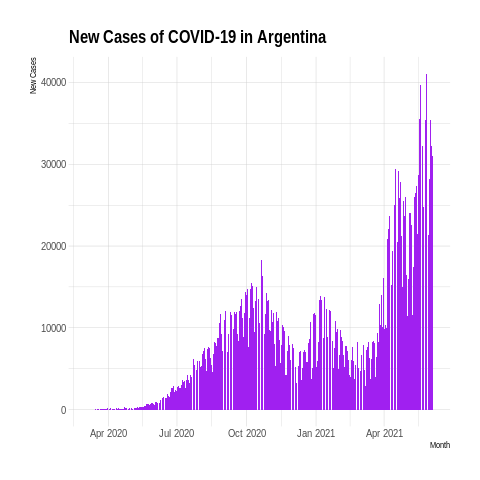 New Cases of COVID-19 in Argentina
New Cases
40000
30000
20000
10000
0
Apr 2020 Jul 2020 Oct 2020 Jan 2021 Apr 2021
Month